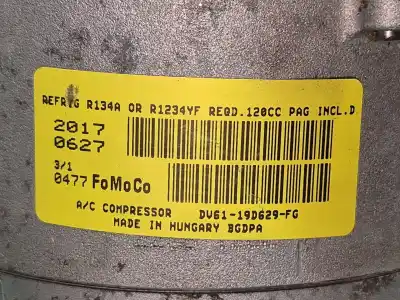 REFRIG R134A OR R1234YF REQD.120CC PAG INCL.D
2017
0627
3/1
0477 FoMoCo
A/C COMPRESSOR DV61-19D629-FG
MADE IN HUNGARY BGDPA